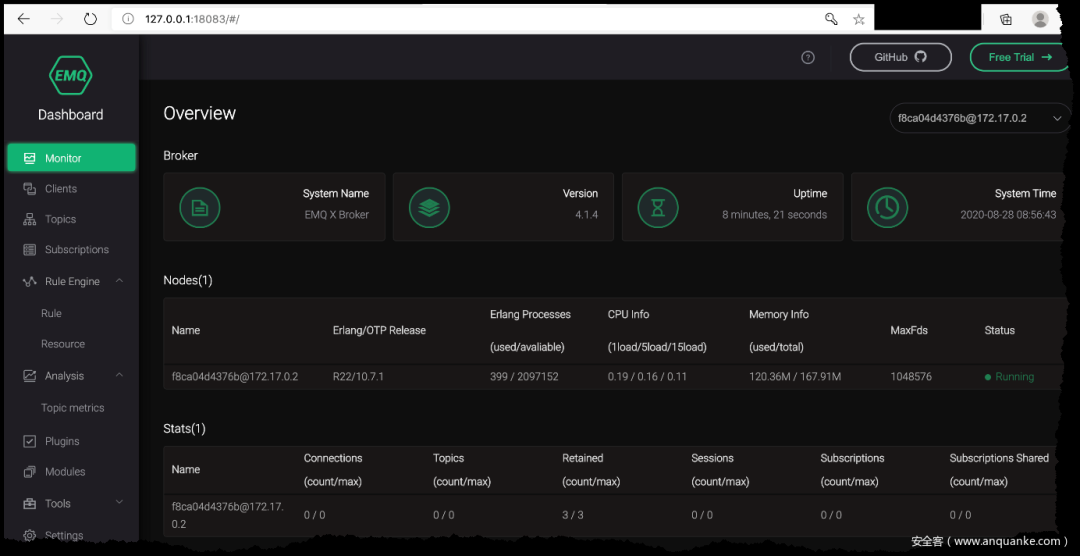 127.0.0.1:18083/#/
EMQ
Dashboard
GitHub
Free Trial →
Overview
f8ca04d4376b@172.17.0.2
Monitor
Clients
Topics
Subscriptions
Rule Engine
Rule
Resource
Analysis
Topic metrics
Plugins
Modules
Tools
Settings
Broker
System Name
EMQ X Broker
Version
4.1.4
Uptime
8 minutes, 21 seconds
System Time
2020-08-28 08:56:43
Nodes(1)
Name Erlang/OTP Release Erlang Processes CPU Info Memory Info MaxFds Status
(used/avaliable) (1load/5load/15load) (used/total)
f8ca04d4376b@172.17.0.2 R22/10.7.1 399 / 2097152 0.19 / 0.16 / 0.11 120.36M / 167.91M 1048576 Running
Stats(1)
Name Connections Topics Retained Sessions Subscriptions Subscriptions Shared
(count/max) (count/max) (count/max) (count/max) (count/max) (count/max)
f8ca04d4376b@172.17.
0.2 0 / 0 0 / 0 3 / 3 0 / 0 0 / 0 0 / 0
安全客（www.anquanke.com）